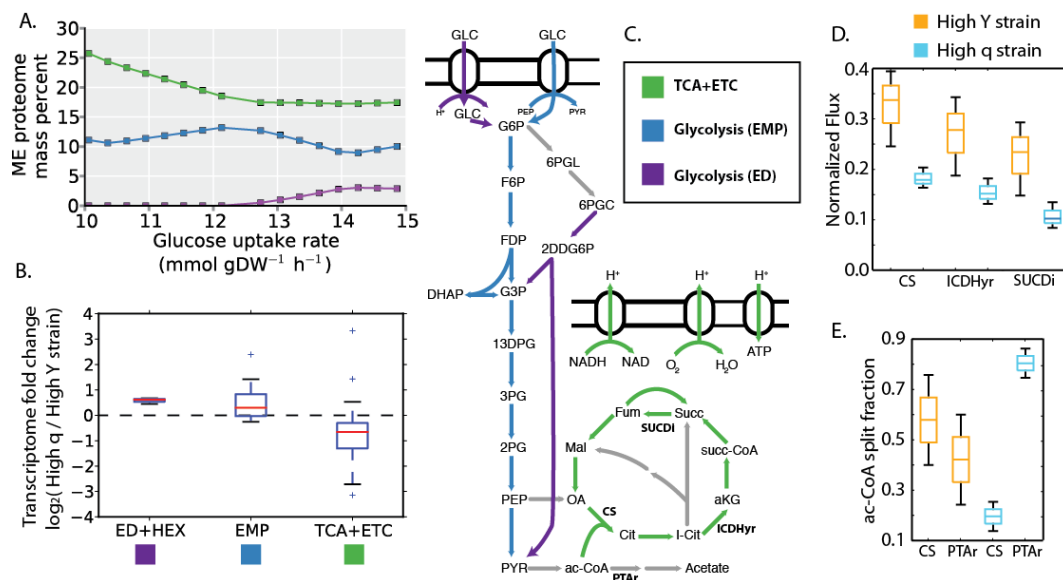 A.
ME proteome
mass percent
30
25
20
15
10
5
0
10 11 12 13 14 15
Glucose uptake rate
(mmol gDW⁻¹ h⁻¹)
B.
Transcriptome fold change
log₂( High q / High Y strain)
4
3
2
1
0
-1
-2
-3
-4
ED+HEX EMP TCA+ETC
GLC GLC
H⁺ GLC PEP PYR
G6P
6PGL
F6P
6PGC
FDP
2DDG6P
DHAP G3P
13DPG
3PG
2PG
PEP
PYR
ac-CoA
PTAr
Acetate
H⁺ H⁺ H⁺
NADH NAD O₂ H₂O ATP
Fum Succ
SUCDi
Mal succ-CoA
OA aKG
CS ICDHyr
Cit I-Cit
C.
TCA+ETC
Glycolysis (EMP)
Glycolysis (ED)
D.
High Y strain
High q strain
Normalized Flux
0.4
0.3
0.2
0.1
0.0
CS ICDHyr SUCDi
E.
ac-CoA split fraction
0.9
0.7
0.5
0.3
0.1
CS PTAr CS PTAr